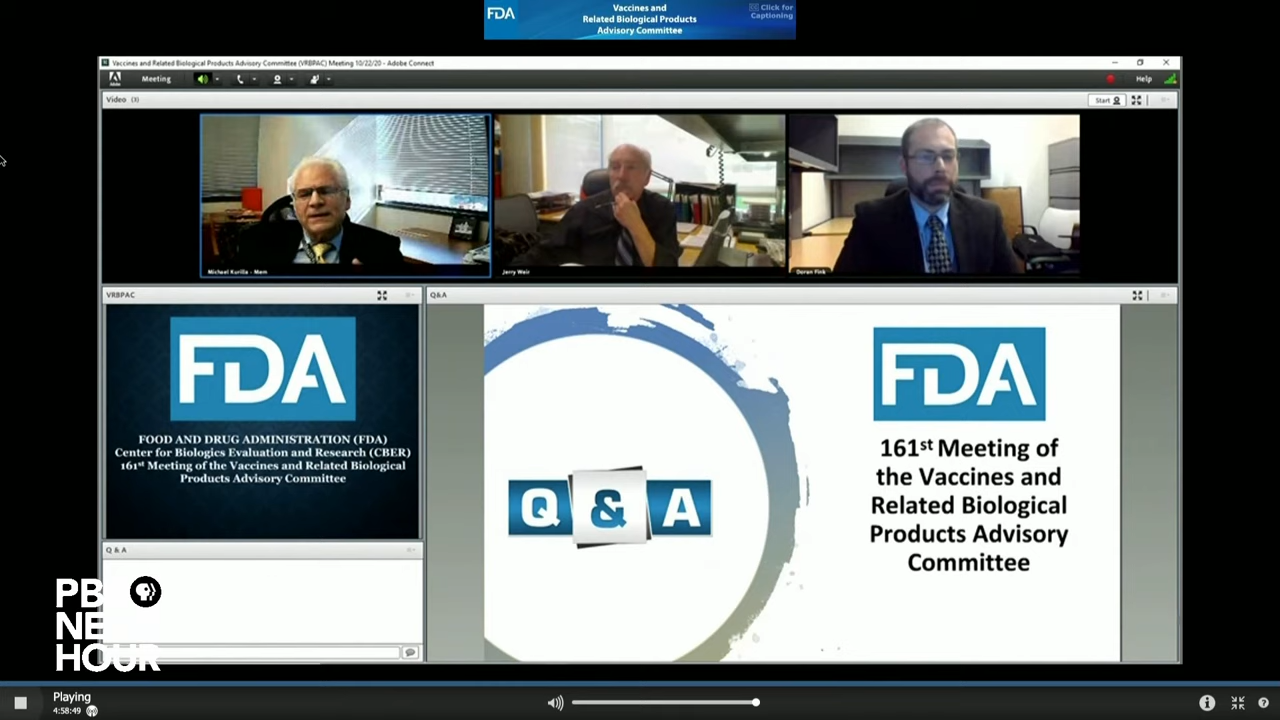 FDA
Vaccines and
Related Biological Products
Advisory Committee
CC Click for
Captioning
Vaccines and Related Biological Products Advisory Committee (VRBPAC) Meeting 10/22/20 - Adobe Connect
Meeting
Help
Video (3)
Start
Michael Kurilla - Mem
Jerry Weir
Doran Fink
VRBPAC
FDA
FOOD AND DRUG ADMINISTRATION (FDA)
Center for Biologics Evaluation and Research (CBER)
161st Meeting of the Vaccines and Related Biological
Products Advisory Committee
Q & A
Q&A
Q & A
FDA
161st Meeting of
the Vaccines and
Related Biological
Products Advisory
Committee
PBS
NEWS
HOUR
Playing
4:58:49